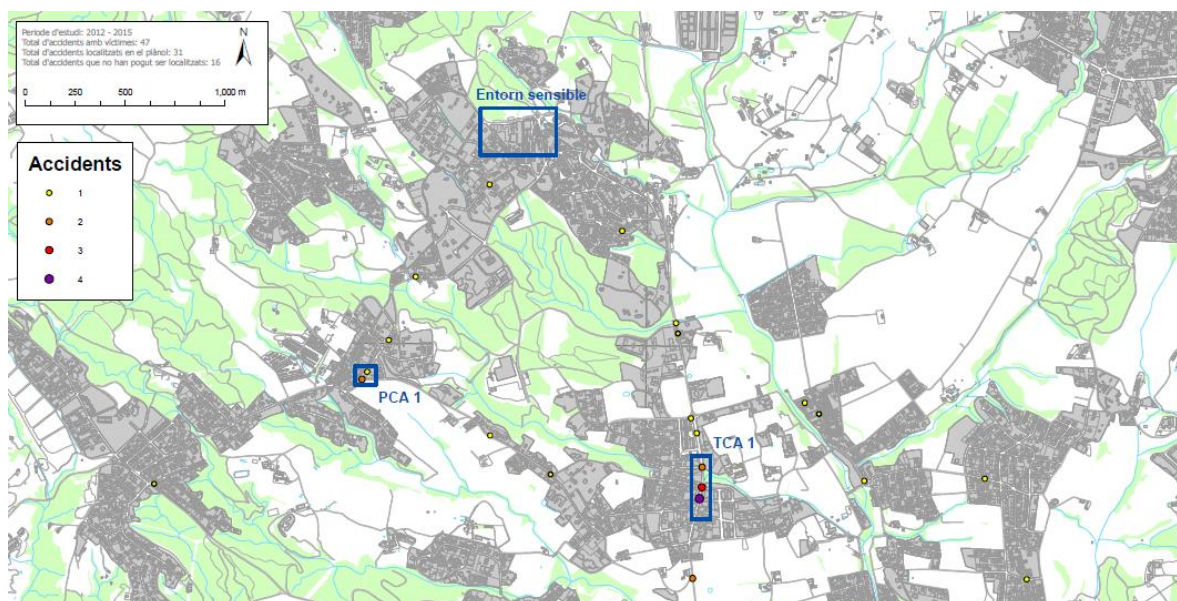 Periode d'estudi: 2012 - 2015
Total d'accidents amb víctimes: 47
Total d'accidents localitzats en el plànol: 31
Total d'accidents que no han pogut ser localitzats: 16
N
0 250 500 1,000 m
Accidents
1
2
3
4
Entorn sensible
PCA 1
TCA 1